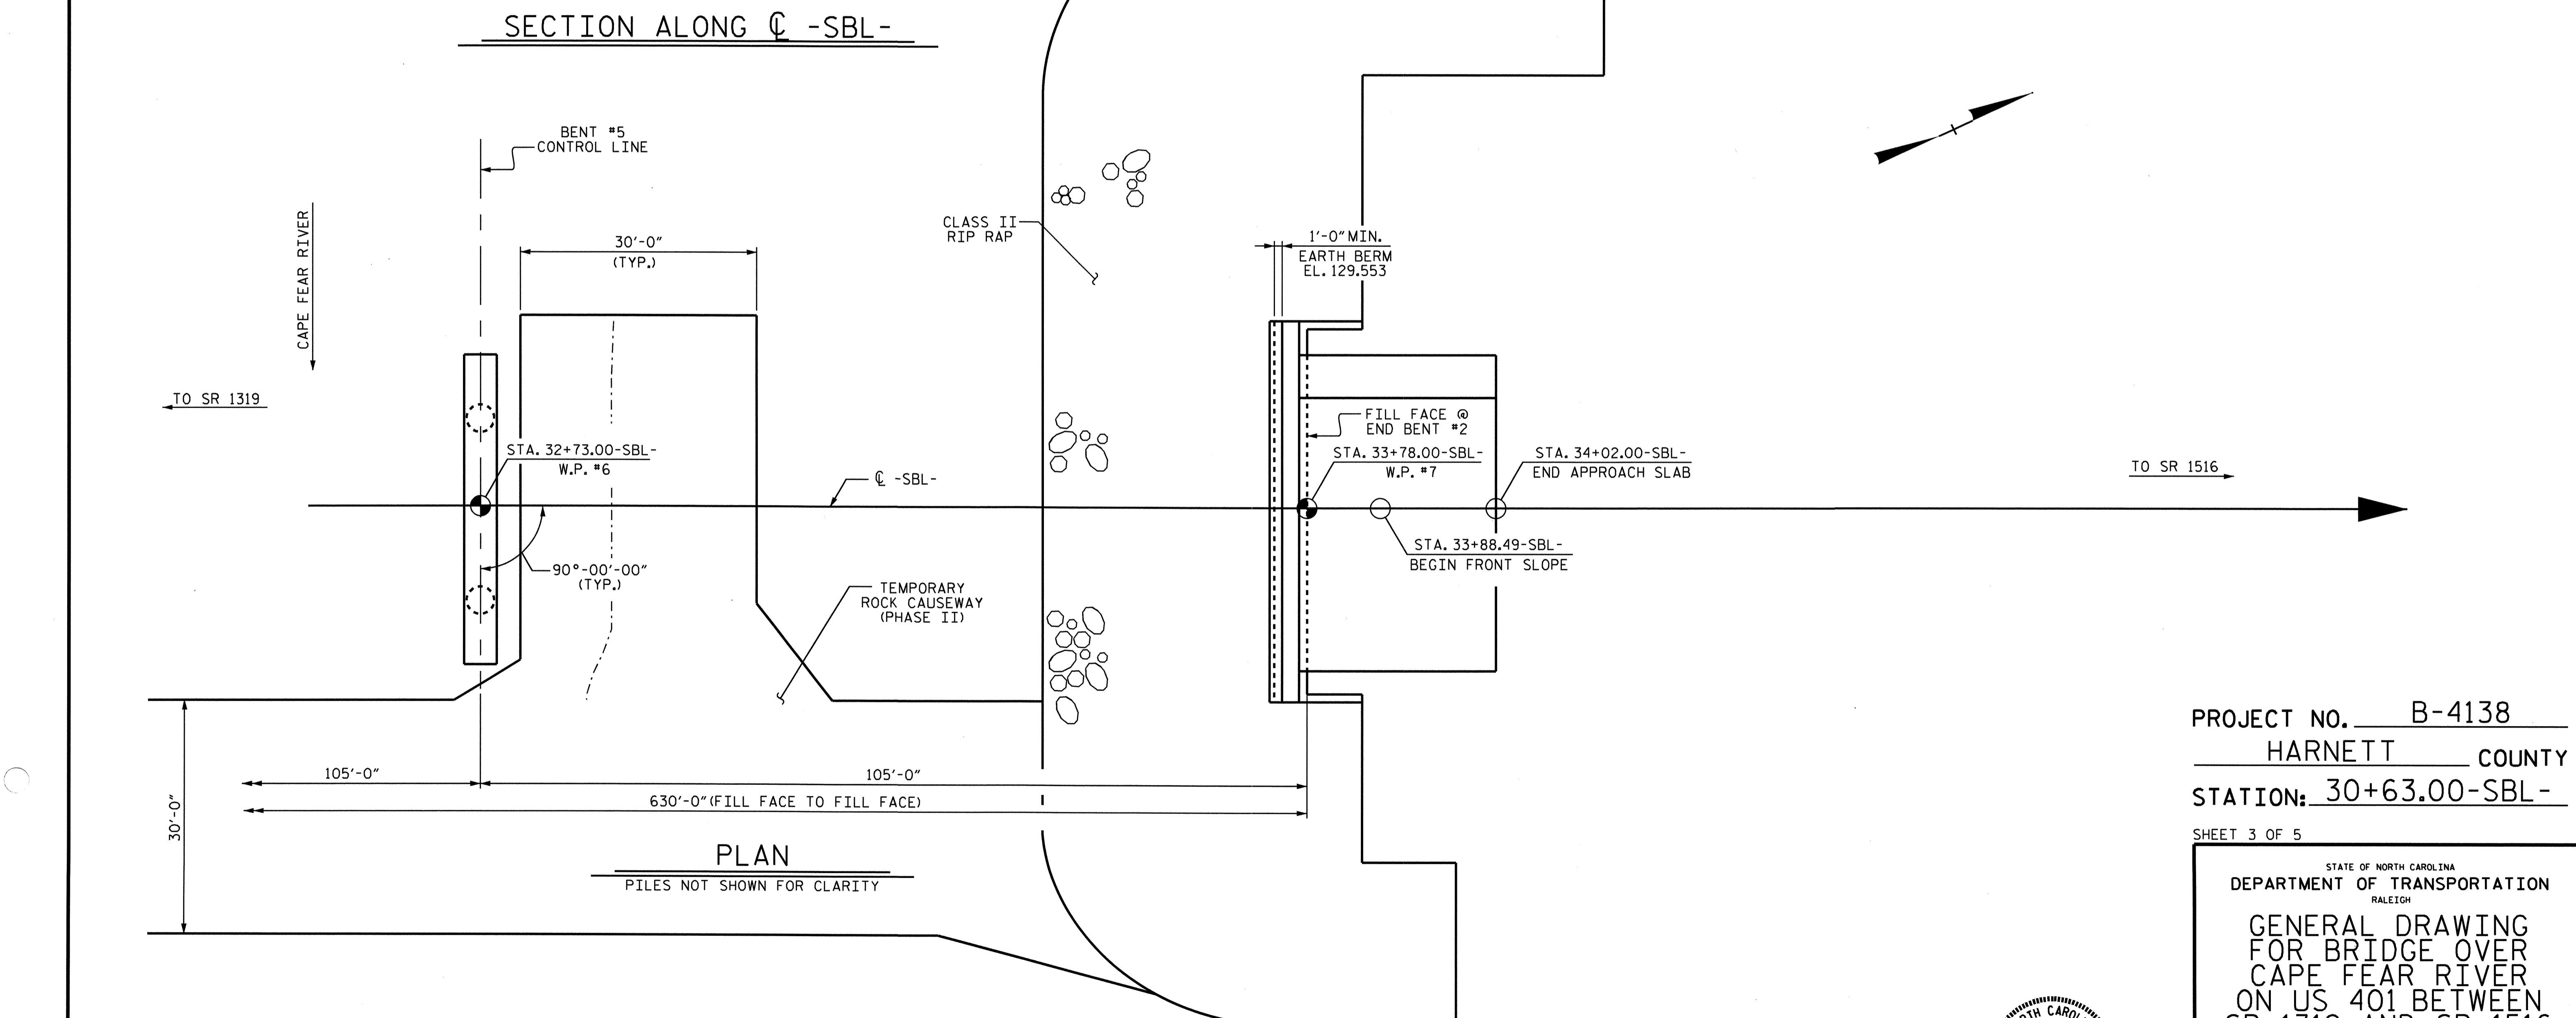 SECTION ALONG ℄ -SBL-
BENT #5
CONTROL LINE
CAPE FEAR RIVER
30'-0"
(TYP.)
CLASS II
RIP RAP
1'-0" MIN.
EARTH BERM
EL. 129.553
TO SR 1319
STA. 32+73.00-SBL-
W.P. #6
℄ -SBL-
FILL FACE @
END BENT #2
STA. 33+78.00-SBL-
W.P. #7
STA. 34+02.00-SBL-
END APPROACH SLAB
TO SR 1516
STA. 33+88.49-SBL-
BEGIN FRONT SLOPE
90°-00'-00"
(TYP.)
TEMPORARY
ROCK CAUSEWAY
(PHASE II)
105'-0"
105'-0"
630'-0" (FILL FACE TO FILL FACE)
30'-0"
PLAN
PILES NOT SHOWN FOR CLARITY
PROJECT NO. B-4138
HARNETT COUNTY
STATION: 30+63.00-SBL-
SHEET 3 OF 5
STATE OF NORTH CAROLINA
DEPARTMENT OF TRANSPORTATION
RALEIGH
GENERAL DRAWING
FOR BRIDGE OVER
CAPE FEAR RIVER
ON US 401 BETWEEN